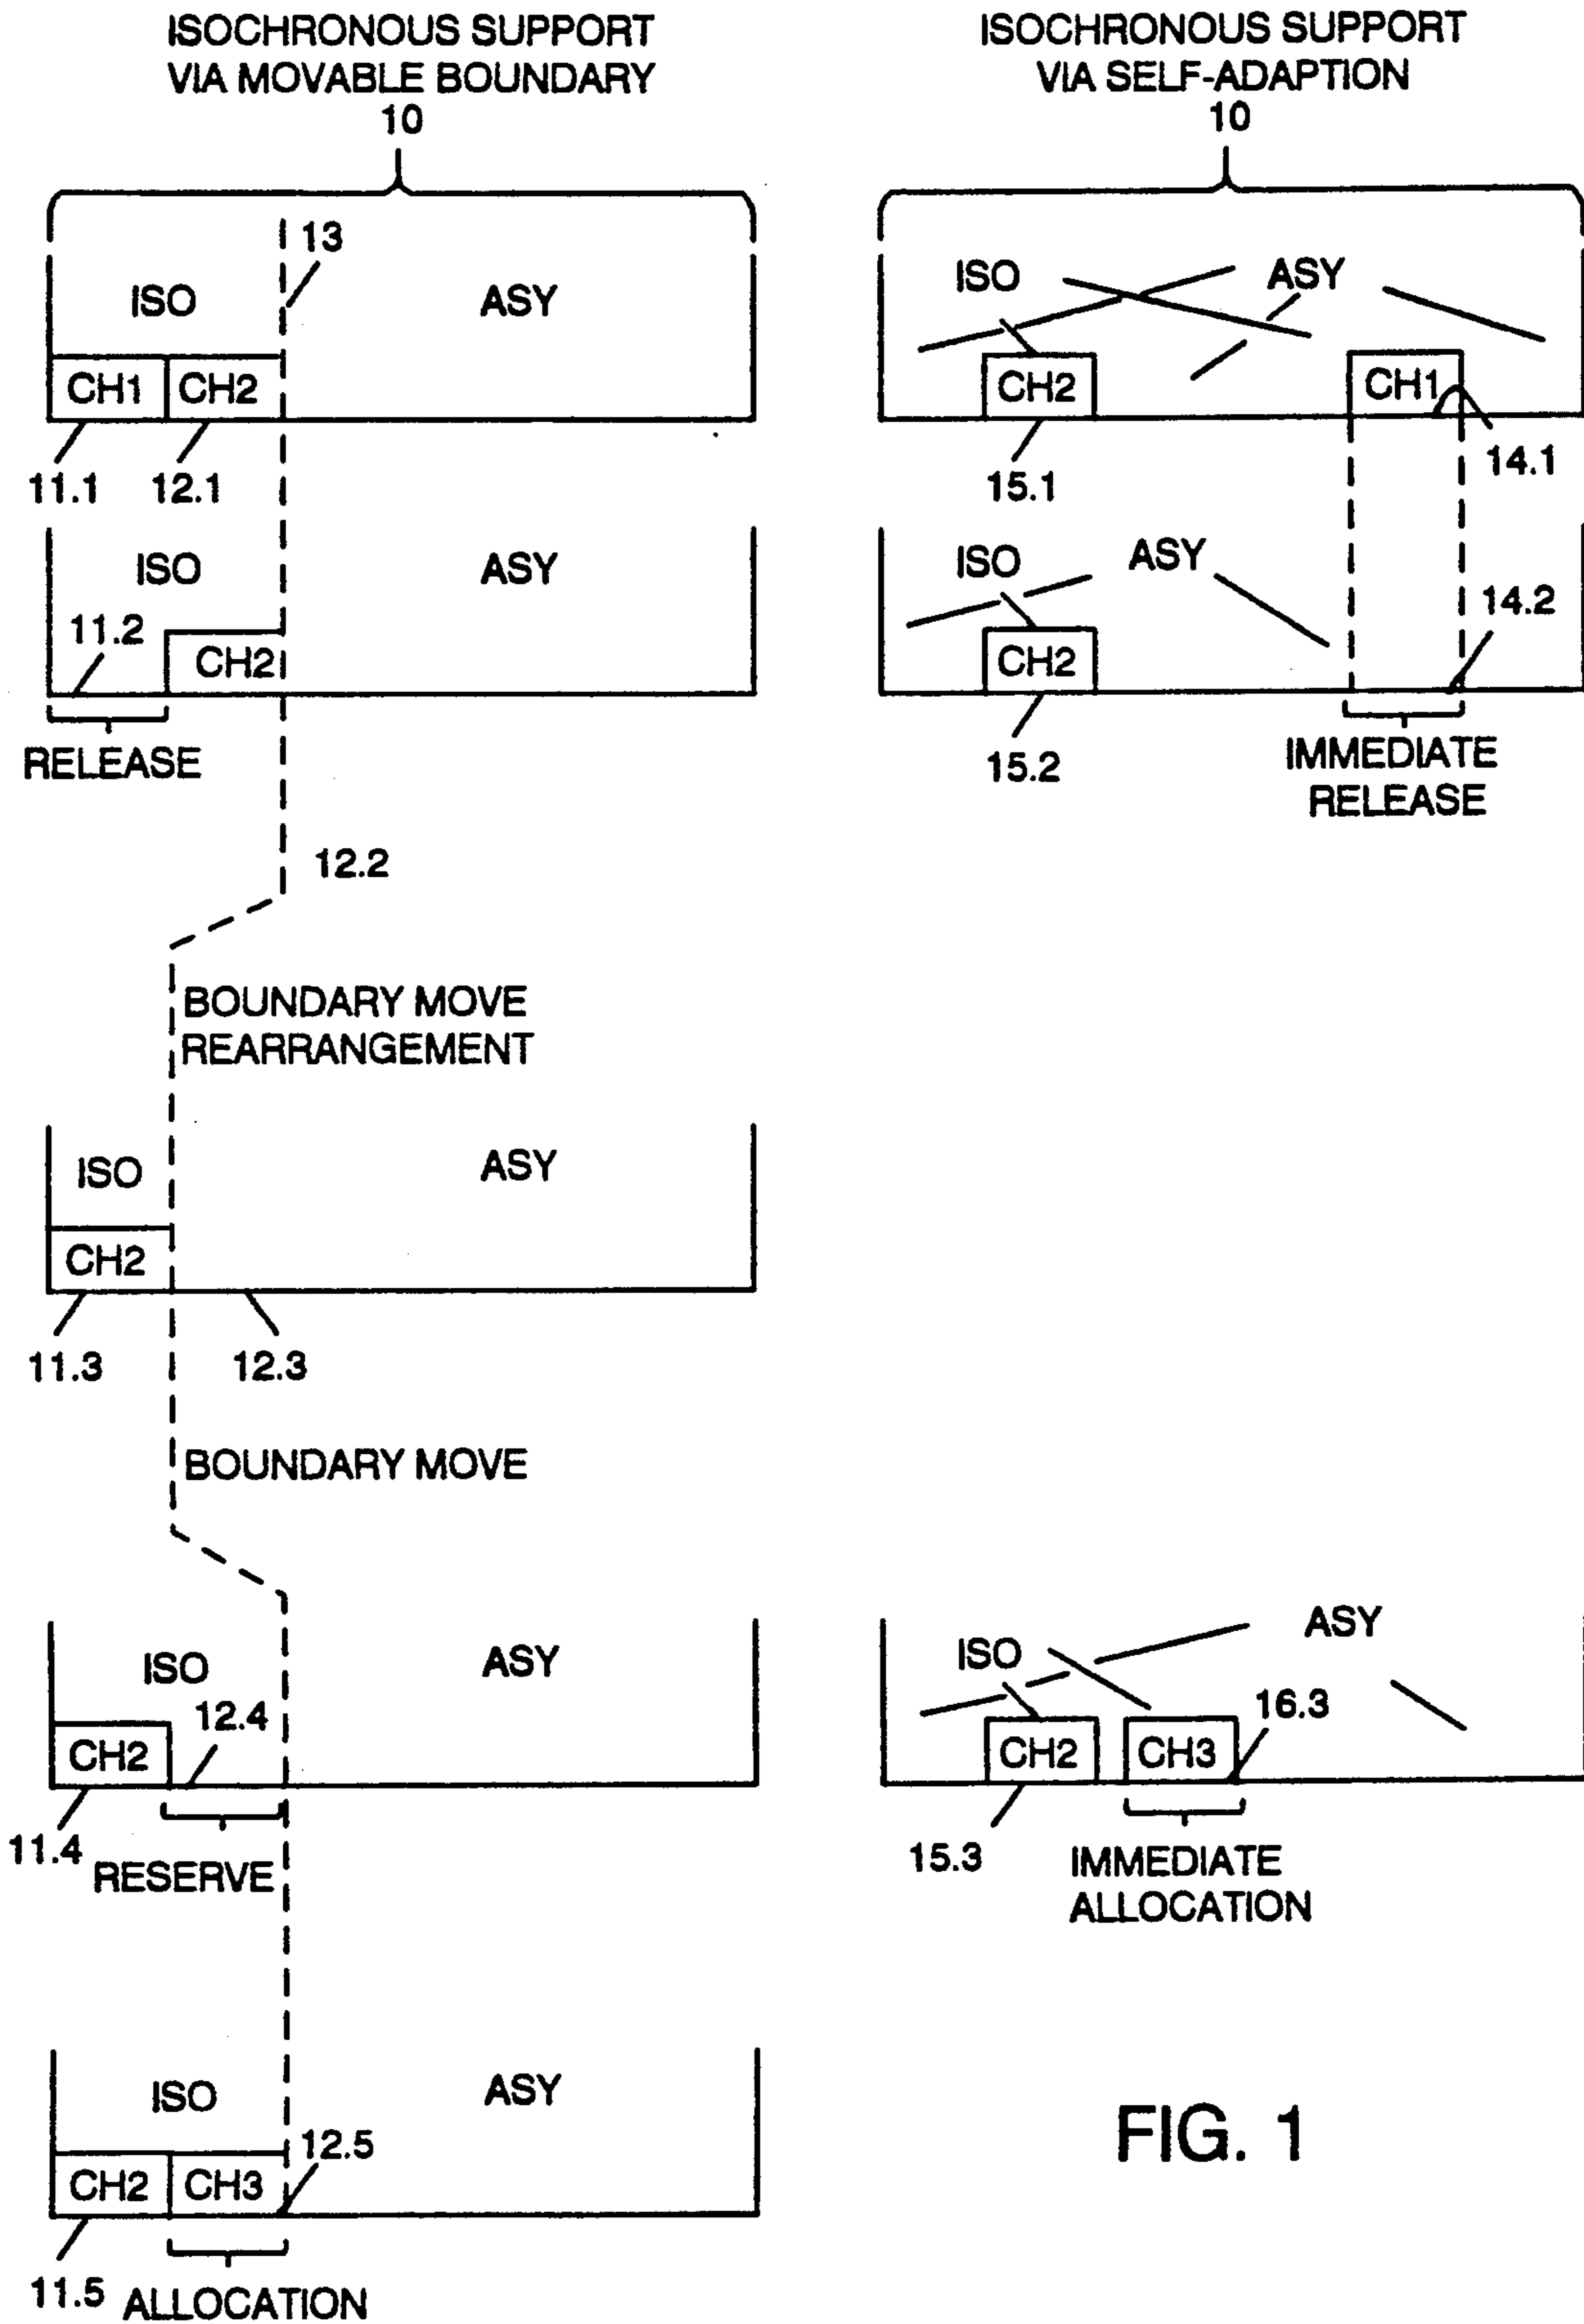 ISOCHRONOUS SUPPORT
VIA MOVABLE BOUNDARY
10
13
ISO
ASY
CH1
CH2
11.1
12.1
ISO
ASY
11.2
CH2
RELEASE
12.2
BOUNDARY MOVE
REARRANGEMENT
ISO
ASY
CH2
11.3
12.3
BOUNDARY MOVE
ISO
ASY
12.4
CH2
11.4
RESERVE
ISO
ASY
12.5
CH2
CH3
11.5
ALLOCATION
ISOCHRONOUS SUPPORT
VIA SELF-ADAPTION
10
ISO
ASY
CH2
CH1
15.1
14.1
ISO
ASY
14.2
CH2
15.2
IMMEDIATE
RELEASE
ASY
ISO
16.3
CH2
CH3
15.3
IMMEDIATE
ALLOCATION
FIG. 1